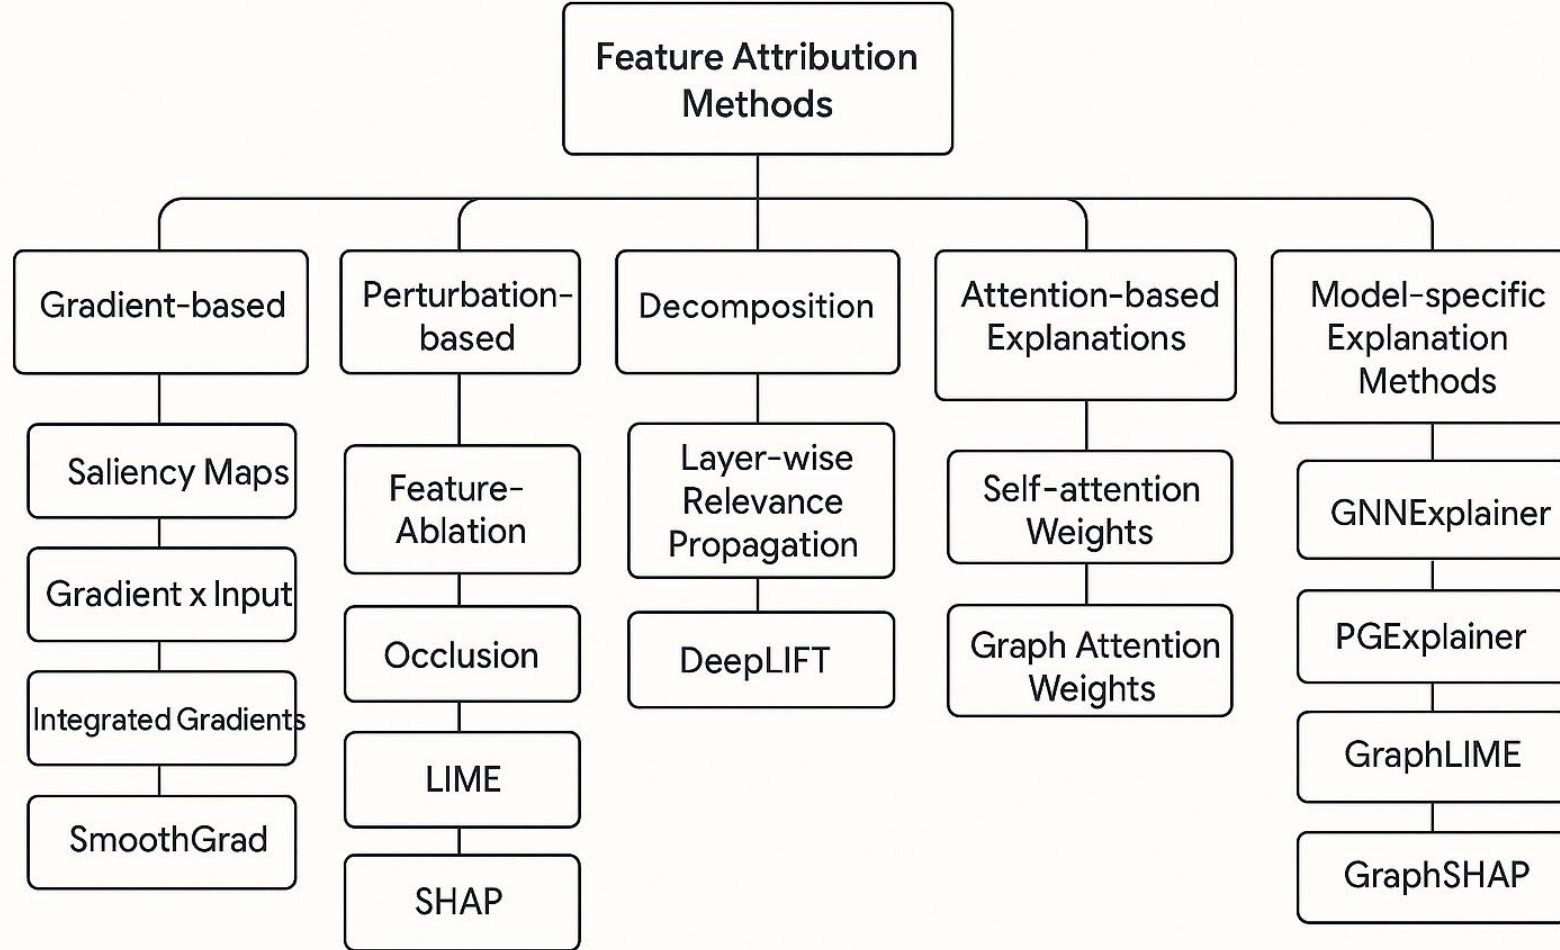 Feature Attribution
Methods
Gradient-based
Saliency Maps
Gradient x Input
Integrated Gradients
SmoothGrad
Perturbation-
based
Feature-
Ablation
Occlusion
LIME
SHAP
Decomposition
Layer-wise
Relevance
Propagation
DeepLIFT
Attention-based
Explanations
Self-attention
Weights
Graph Attention
Weights
Model-specific
Explanation
Methods
GNNExplainer
PGExplainer
GraphLIME
GraphSHAP